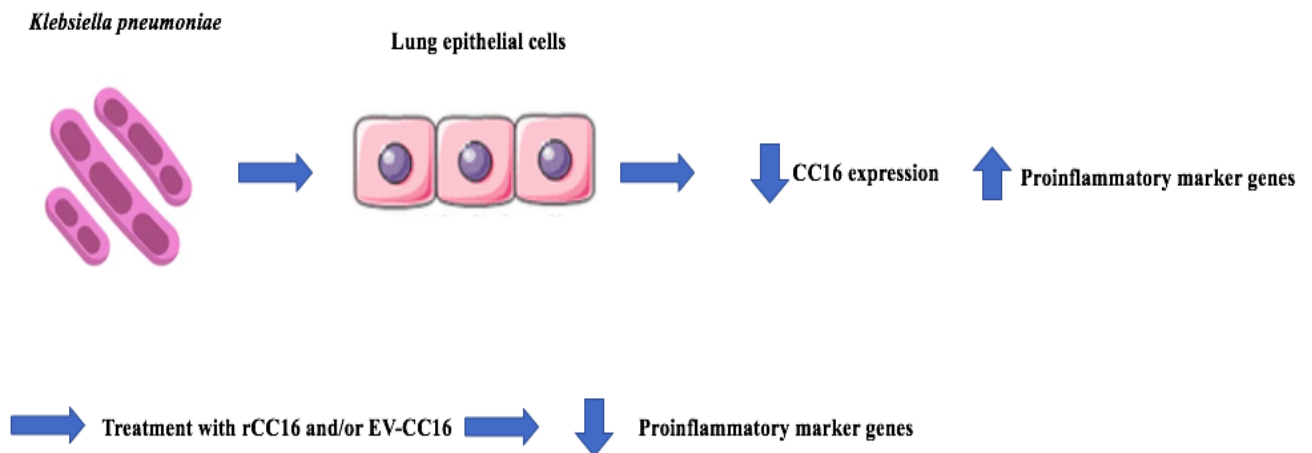 Klebsiella pneumoniae
Lung epithelial cells
CC16 expression
Proinflammatory marker genes
Treatment with rCC16 and/or EV-CC16
Proinflammatory marker genes